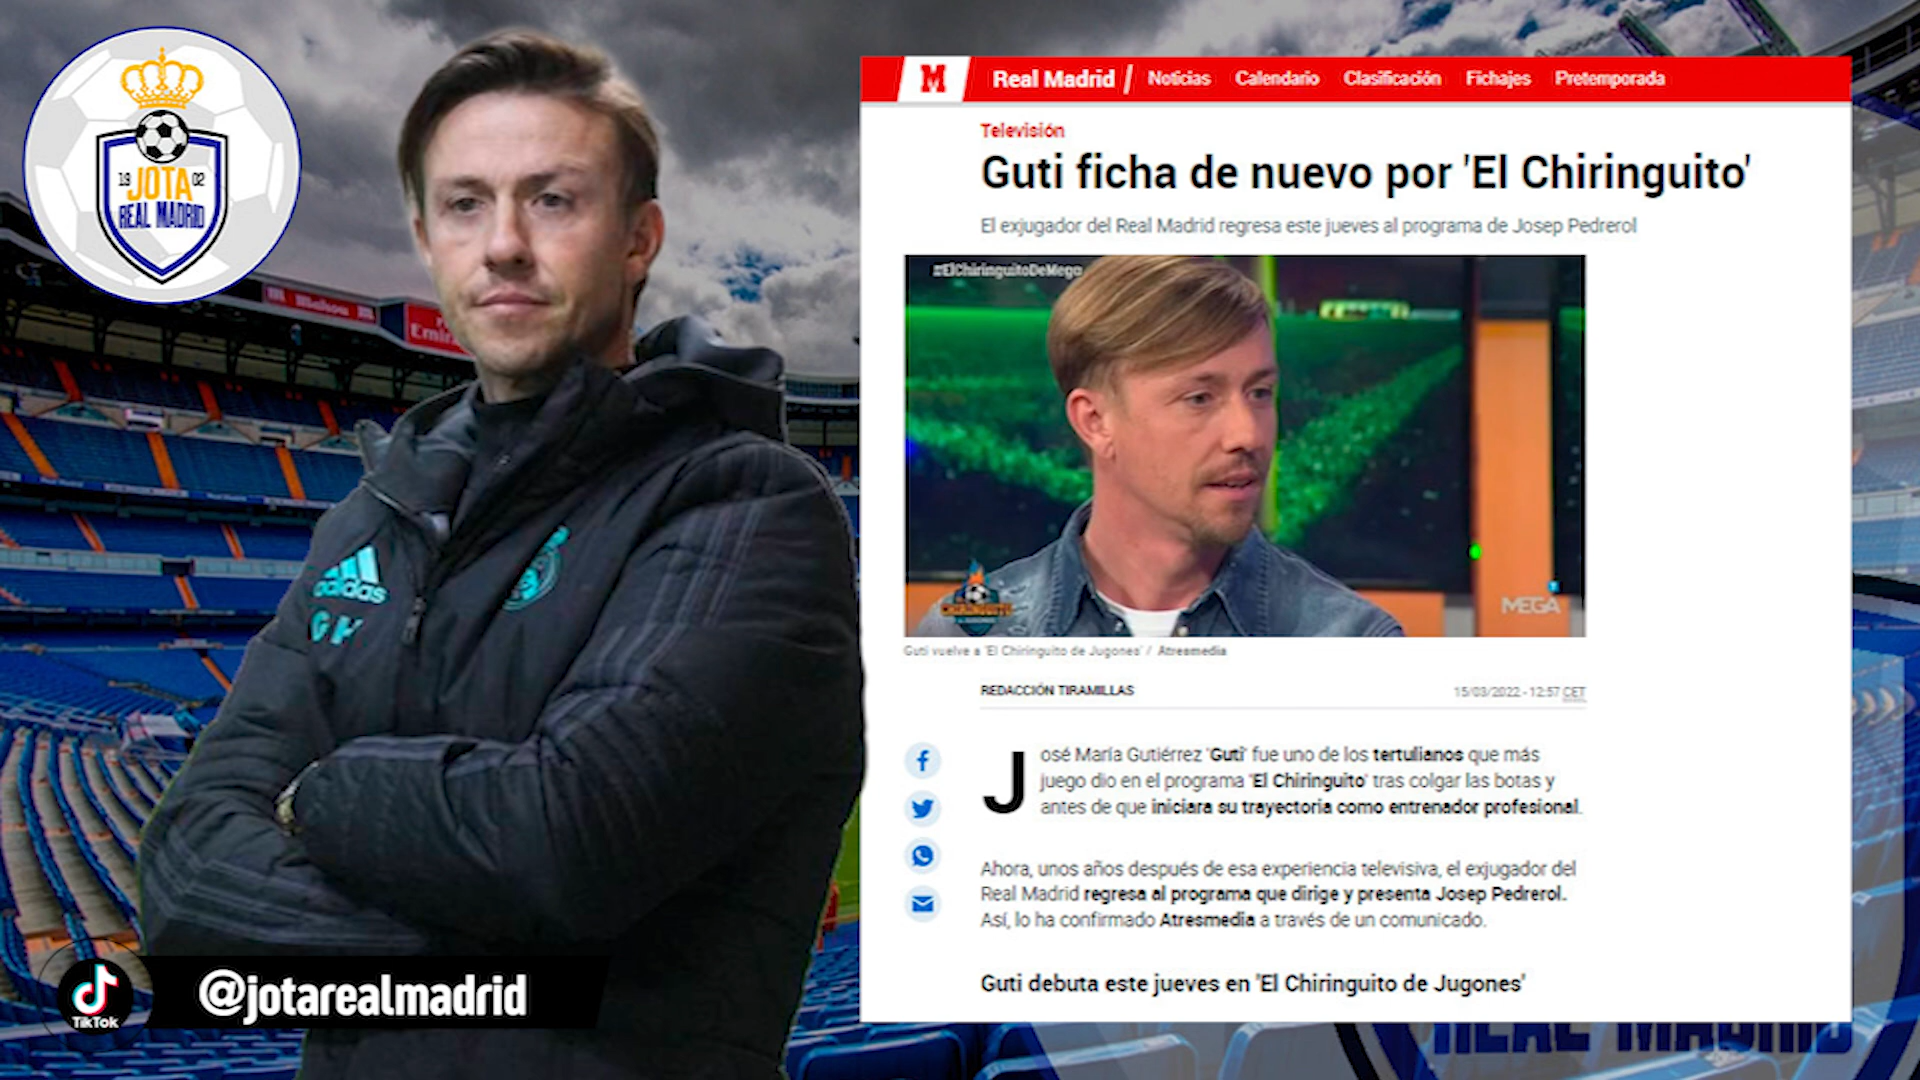 19 JOTA 02
REAL MADRID
Mahou
adidas
GH
TikTok
@jotarealmadrid
M
Real Madrid / Noticias Calendario Clasificación Fichajes Pretemporada
Televisión
Guti ficha de nuevo por 'El Chiringuito'
El exjugador del Real Madrid regresa este jueves al programa de Josep Pedrerol
#ElChiringuitoDeMega
CHIRINGUITO
MEGA
Guti vuelve a 'El Chiringuito de Jugones' / Atresmedia
REDACCIÓN TIRAMILLAS
15/03/2022 - 12:57 CET
José María Gutiérrez 'Guti' fue uno de los tertulianos que más
juego dio en el programa 'El Chiringuito' tras colgar las botas y
antes de que iniciara su trayectoria como entrenador profesional.
Ahora, unos años después de esa experiencia televisiva, el exjugador del
Real Madrid regresa al programa que dirige y presenta Josep Pedrerol.
Así, lo ha confirmado Atresmedia a través de un comunicado.
Guti debuta este jueves en 'El Chiringuito de Jugones'
REAL MADRID